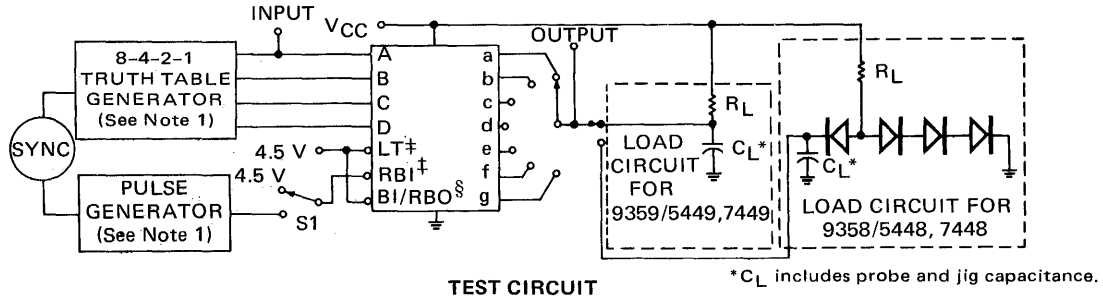 INPUT
VCC
OUTPUT
8-4-2-1
TRUTH TABLE
GENERATOR
(See Note 1)
SYNC
PULSE
GENERATOR
(See Note 1)
4.5 V
4.5 V
S1
A
B
C
D
LT‡
RBI‡
BI/RBO§
a
b
c
d
e
f
g
RL
CL*
LOAD
CIRCUIT
FOR
9359/5449,7449
RL
CL*
LOAD CIRCUIT FOR
9358/5448, 7448
*CL includes probe and jig capacitance.
TEST CIRCUIT